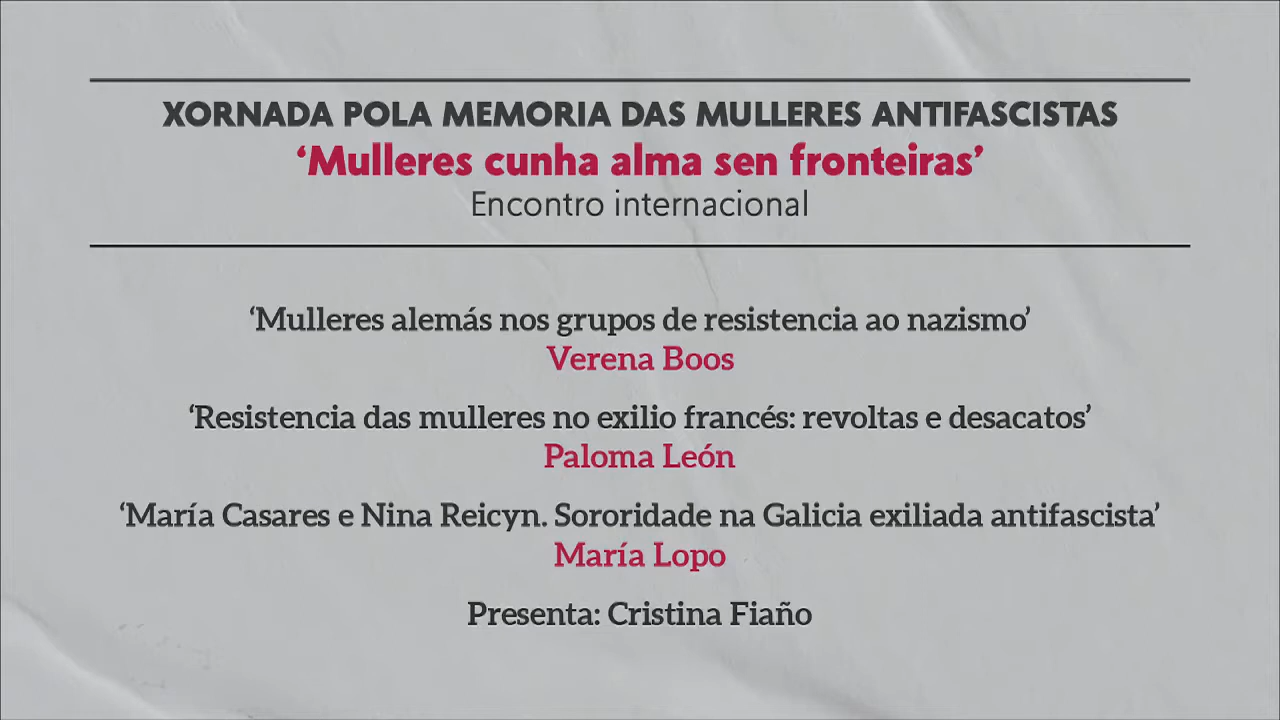 XORNADA POLA MEMORIA DAS MULLERES ANTIFASCISTAS
‘Mulleres cunha alma sen fronteiras’
Encontro internacional
‘Mulleres alemás nos grupos de resistencia ao nazismo’
Verena Boos
‘Resistencia das mulleres no exilio francés: revoltas e desacatos’
Paloma León
‘María Casares e Nina Reicyn. Sororidade na Galicia exiliada antifascista’
María Lopo
Presenta: Cristina Fiaño